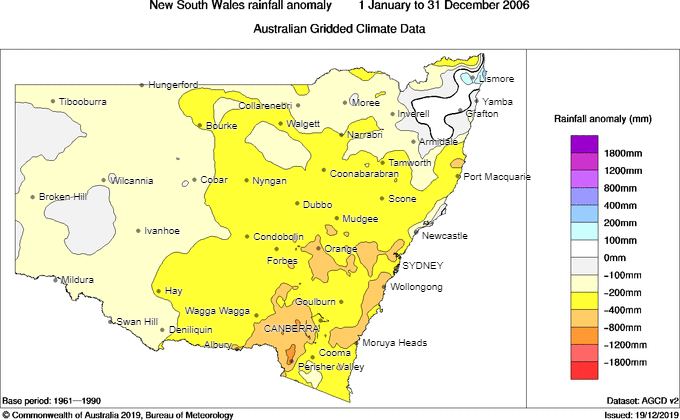 New South Wales rainfall anomaly 1 January to 31 December 2006
Australian Gridded Climate Data
Hungerford
Lismore
Tibooburra
Collarenebri
Moree
Yamba
Inverell
Grafton
Bourke
Walgett
Narrabri
Armidale
Tamworth
Wilcannia
Cobar
Nyngan
Coonabarabran
Port Macquarie
Broken Hill
Dubbo
Scone
Mudgee
Ivanhoe
Condobolin
Newcastle
Forbes
Orange
SYDNEY
Mildura
Hay
Wollongong
Goulburn
Wagga Wagga
Swan Hill
Deniliquin
CANBERRA
Albury
Moruya Heads
Cooma
Perisher Valley
Rainfall anomaly (mm)
1800mm
1200mm
800mm
400mm
200mm
100mm
0mm
−100mm
−200mm
−400mm
−800mm
−1200mm
−1800mm
Base period: 1961—1990
Dataset: AGCD v2
© Commonwealth of Australia 2019, Bureau of Meteorology
Issued: 19/12/2019